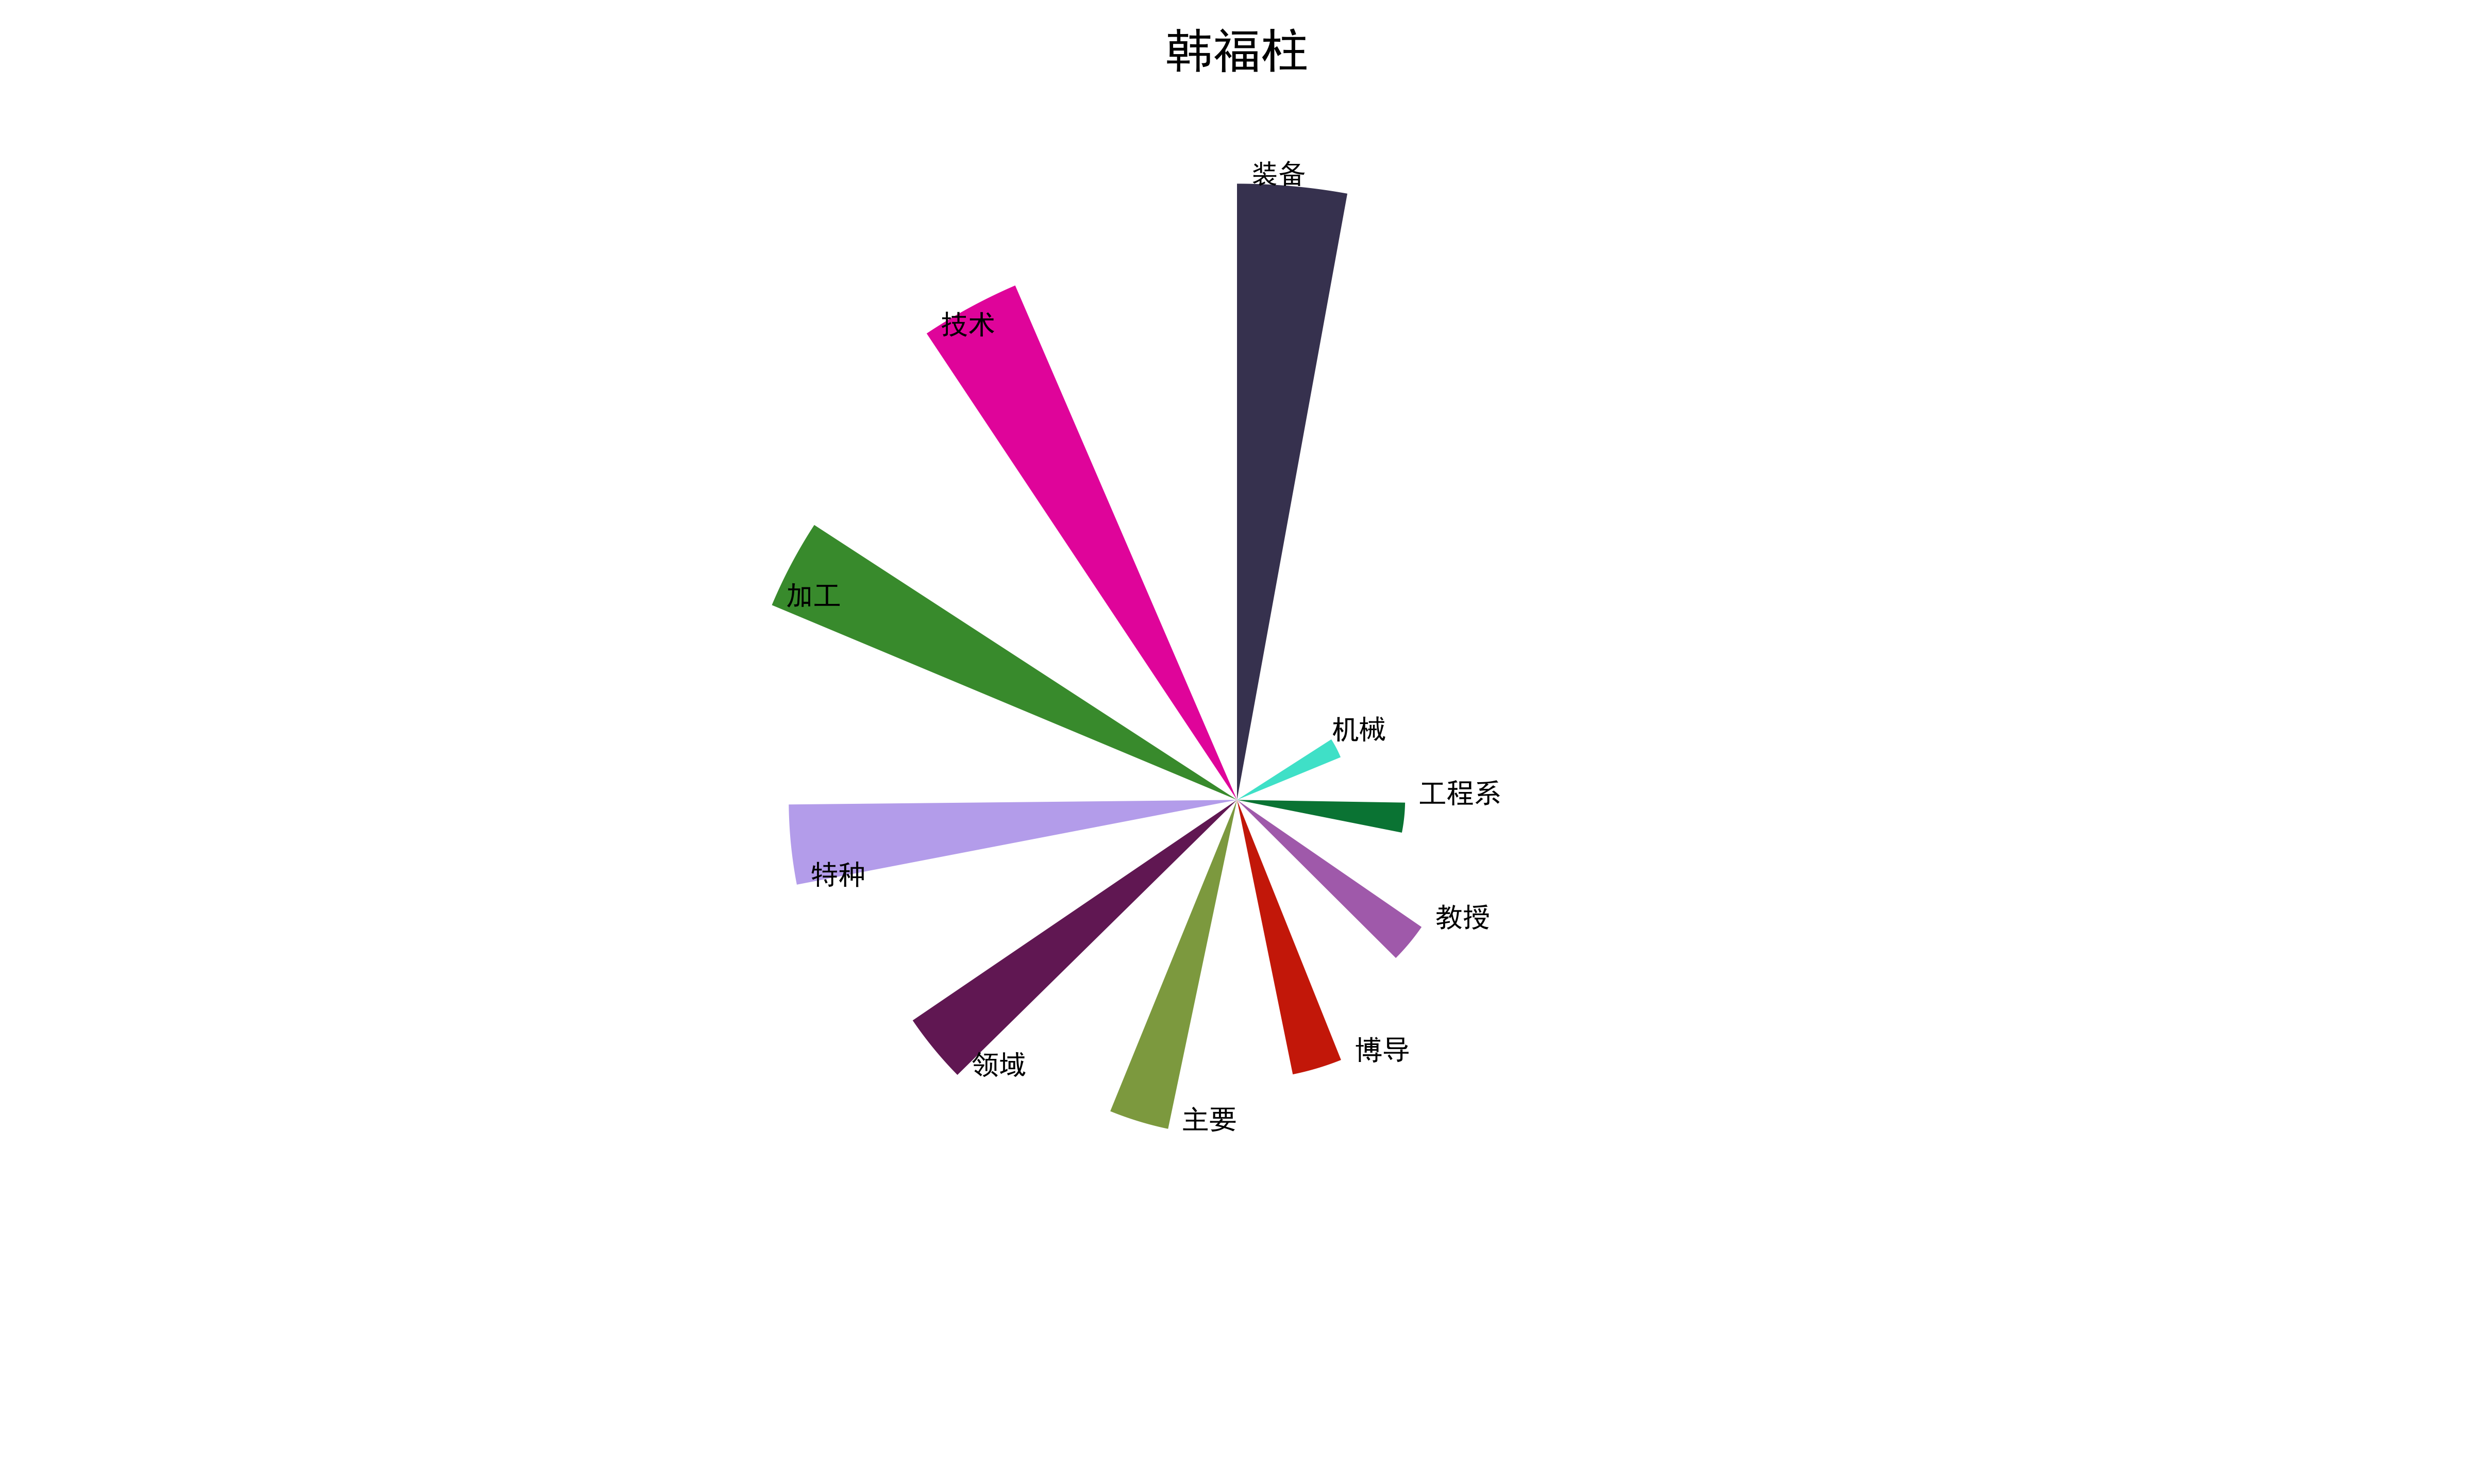 韩福柱
装备
技术
加工
机械
工程系
特种
教授
博导
领域
主要